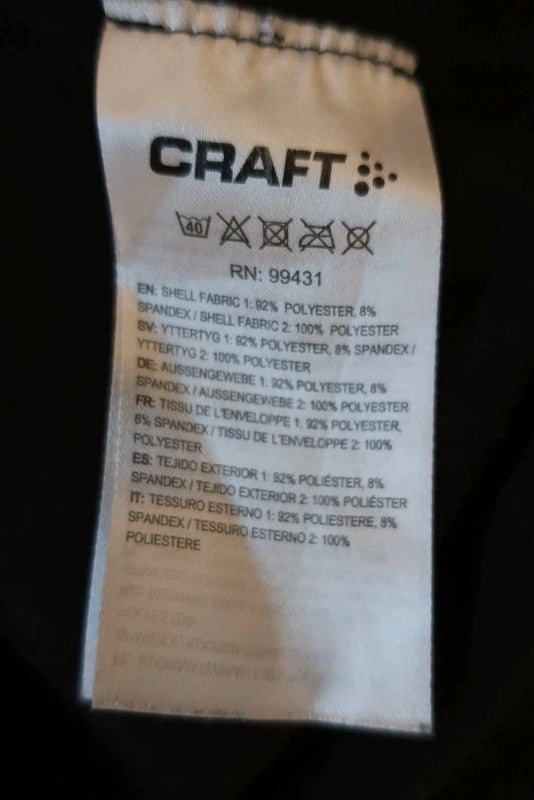 CRAFT
40
RN: 99431
EN: SHELL FABRIC 1: 92% POLYESTER, 8%
SPANDEX / SHELL FABRIC 2: 100% POLYESTER
SV: YTTERTYG 1: 92% POLYESTER, 8% SPANDEX /
YTTERTYG 2: 100% POLYESTER
DE: AUSSENGEWEBE 1: 92% POLYESTER, 8%
SPANDEX / AUSSENGEWEBE 2: 100% POLYESTER
FR: TISSU DE L'ENVELOPPE 1: 92% POLYESTER,
8% SPANDEX / TISSU DE L'ENVELOPPE 2: 100%
POLYESTER
ES: TEJIDO EXTERIOR 1: 92% POLIÉSTER, 8%
SPANDEX / TEJIDO EXTERIOR 2: 100% POLIÉSTER
IT: TESSURO ESTERNO 1: 92% POLIESTERE, 8%
SPANDEX / TESSURO ESTERNO 2: 100%
POLIESTERE